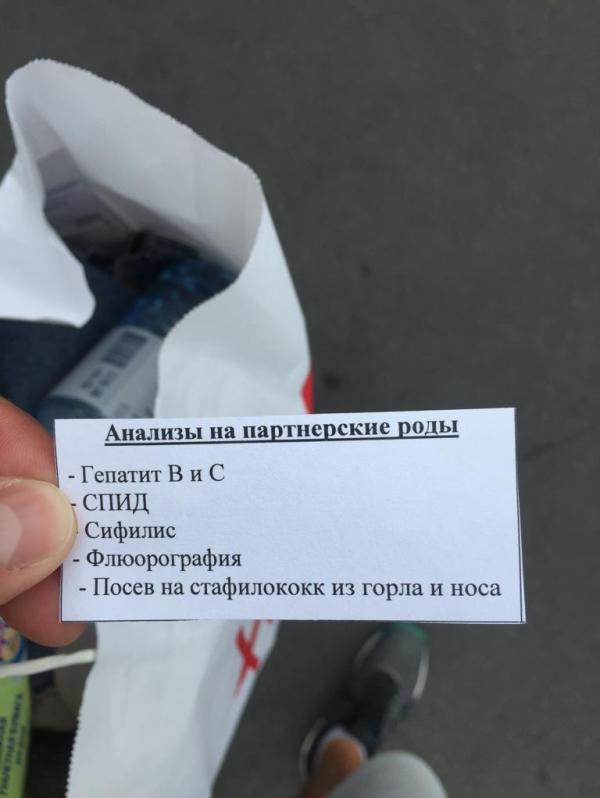 Анализы на партнерские роды
- Гепатит В и С
- СПИД
- Сифилис
- Флюорография
- Посев на стафилококк из горла и носа